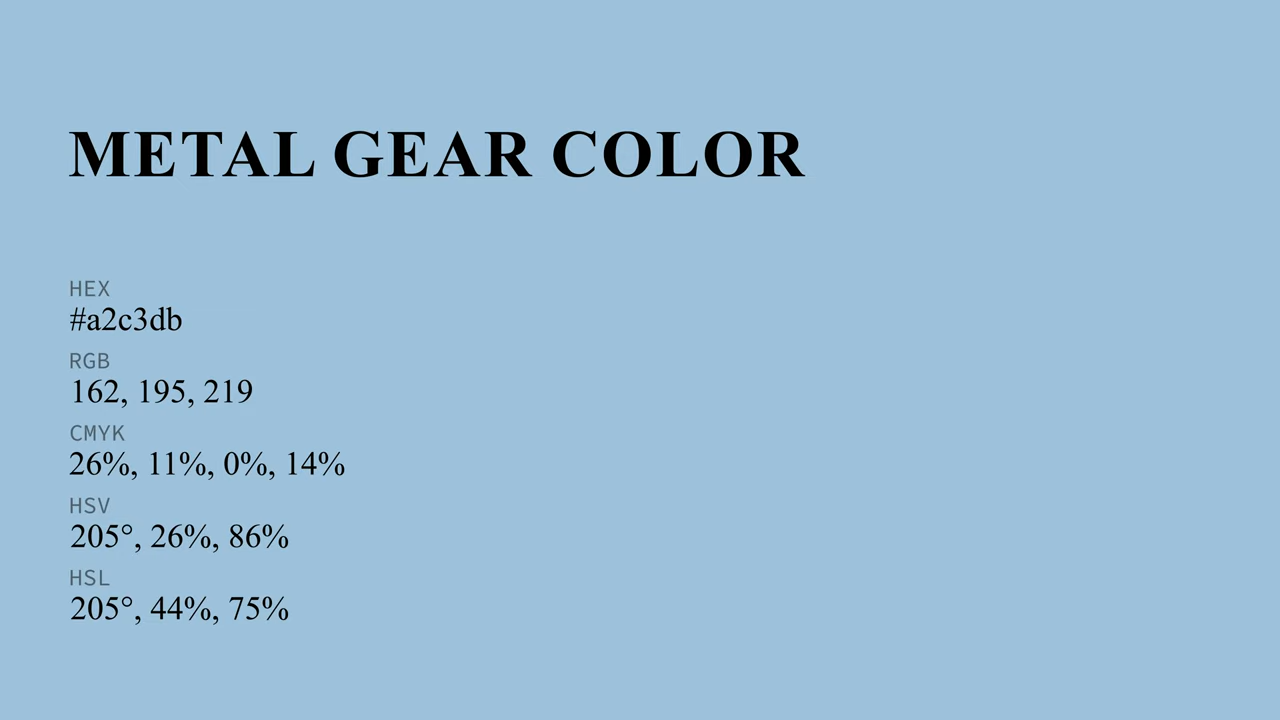 METAL GEAR COLOR
HEX
#a2c3db
RGB
162, 195, 219
CMYK
26%, 11%, 0%, 14%
HSV
205°, 26%, 86%
HSL
205°, 44%, 75%